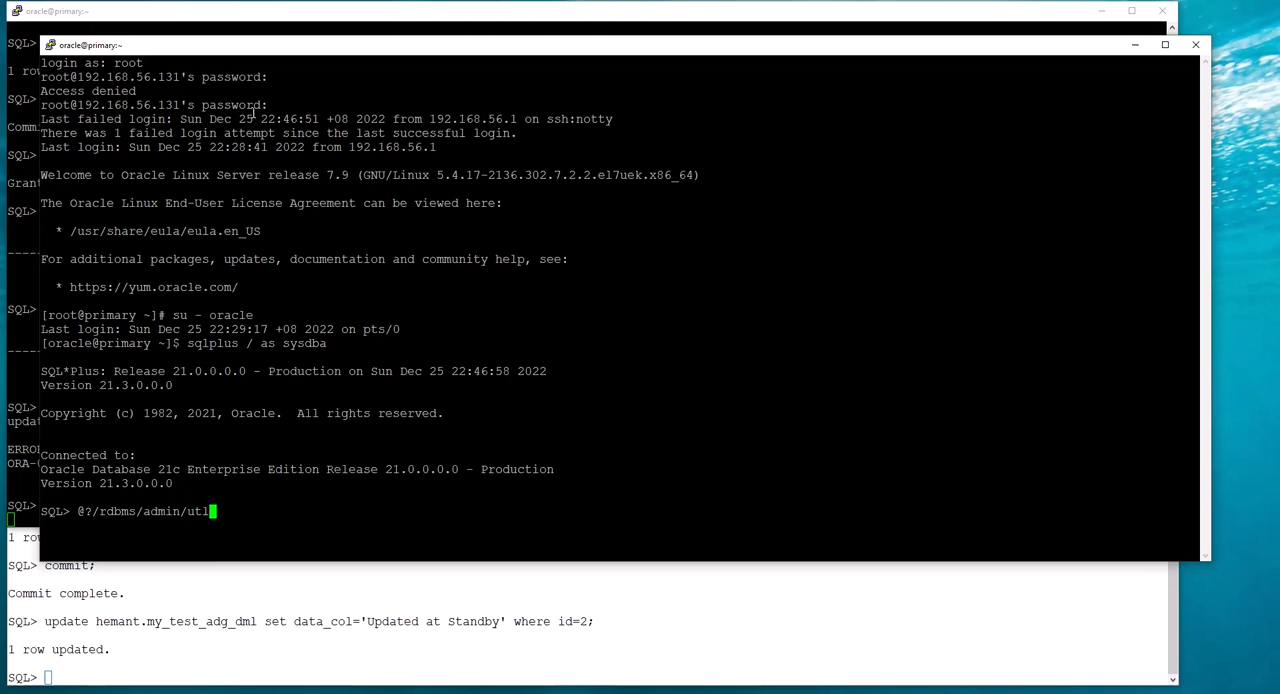 oracle@primary:~
SQL>
oracle@primary:~
login as: root
root@192.168.56.131's password:
Access denied
root@192.168.56.131's password:
Last failed login: Sun Dec 25 22:46:51 +08 2022 from 192.168.56.1 on ssh:notty
There was 1 failed login attempt since the last successful login.
Last login: Sun Dec 25 22:28:41 2022 from 192.168.56.1
Welcome to Oracle Linux Server release 7.9 (GNU/Linux 5.4.17-2136.302.7.2.2.el7uek.x86_64)
The Oracle Linux End-User License Agreement can be viewed here:
* /usr/share/eula/eula.en_US
For additional packages, updates, documentation and community help, see:
* https://yum.oracle.com/
[root@primary ~]# su - oracle
Last login: Sun Dec 25 22:29:17 +08 2022 on pts/0
[oracle@primary ~]$ sqlplus / as sysdba
SQL*Plus: Release 21.0.0.0.0 - Production on Sun Dec 25 22:46:58 2022
Version 21.3.0.0.0
Copyright (c) 1982, 2021, Oracle.  All rights reserved.
Connected to:
Oracle Database 21c Enterprise Edition Release 21.0.0.0.0 - Production
Version 21.3.0.0.0
SQL> @?/rdbms/admin/utl
1 row
SQL>
Commi
SQL>
Grant
SQL>
-----
SQL>
-----
SQL>
updat
ERRO
ORA-
SQL>
1 row
SQL> commit;
Commit complete.
SQL> update hemant.my_test_adg_dml set data_col='Updated at Standby' where id=2;
1 row updated.
SQL>